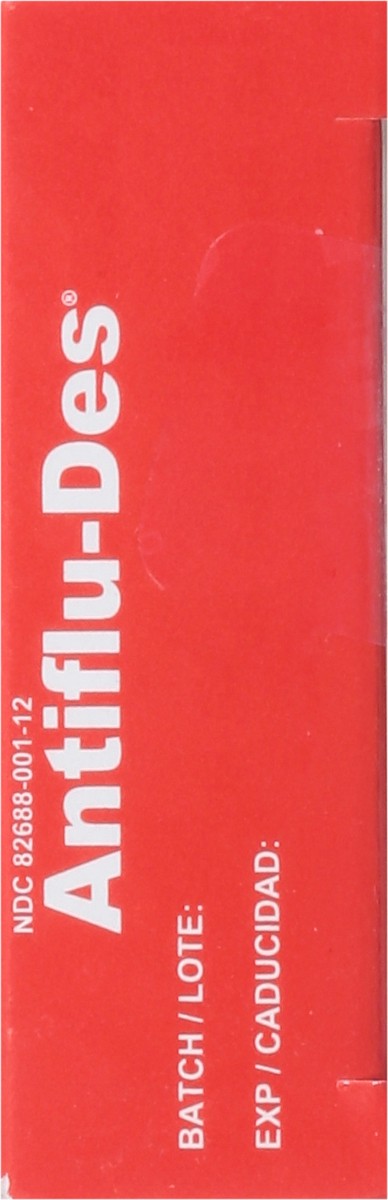 NDC 82688-001-12
Antiflu-Des®
BATCH / LOTE:
EXP / CADUCIDAD: